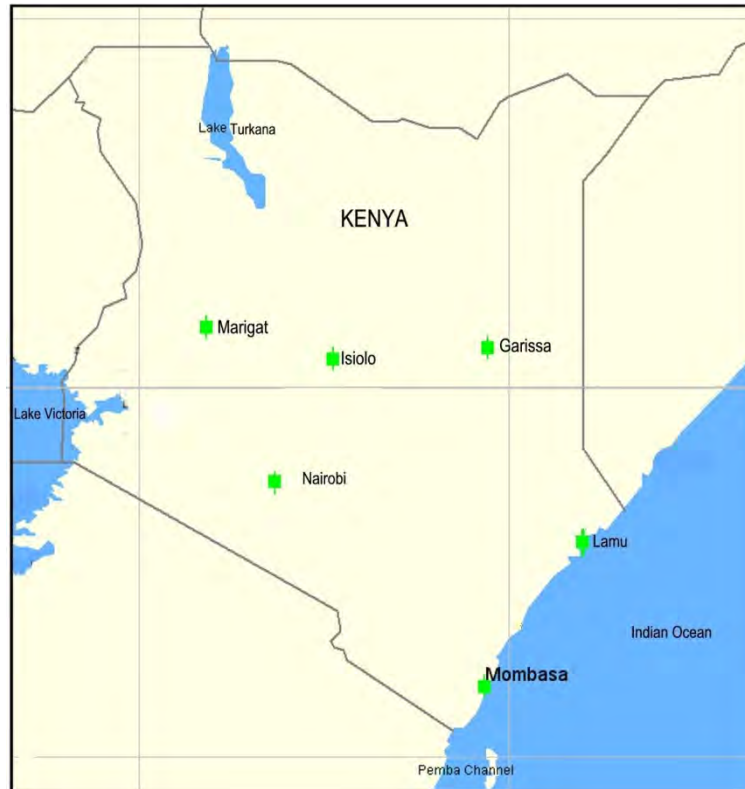 Lake Turkana
KENYA
Marigat
Isiolo
Garissa
Lake Victoria
Nairobi
Lamu
Indian Ocean
Mombasa
Pemba Channel